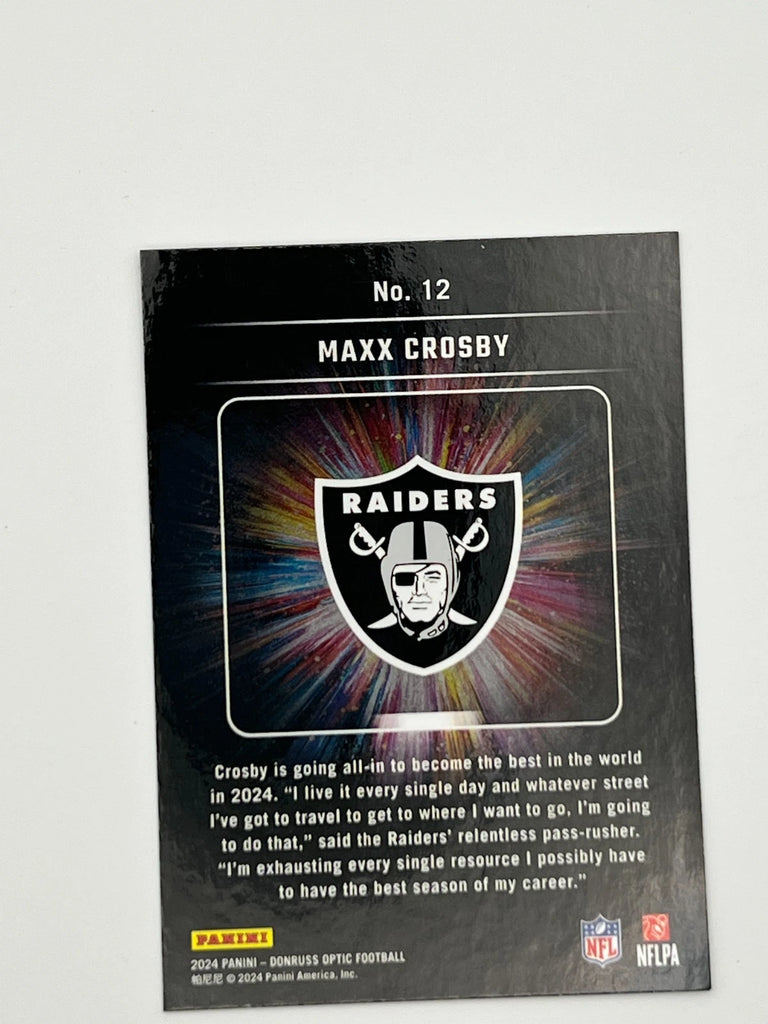 No. 12
MAXX CROSBY
RAIDERS
Crosby is going all-in to become the best in the world
in 2024. “I live it every single day and whatever street
I’ve got to travel to get to where I want to go, I’m going
to do that,” said the Raiders’ relentless pass-rusher.
“I’m exhausting every single resource I possibly have
to have the best season of my career.”
PANINI
2024 PANINI – DONRUSS OPTIC FOOTBALL
帕尼尼 © 2024 Panini America, Inc.
NFL
NFLPA